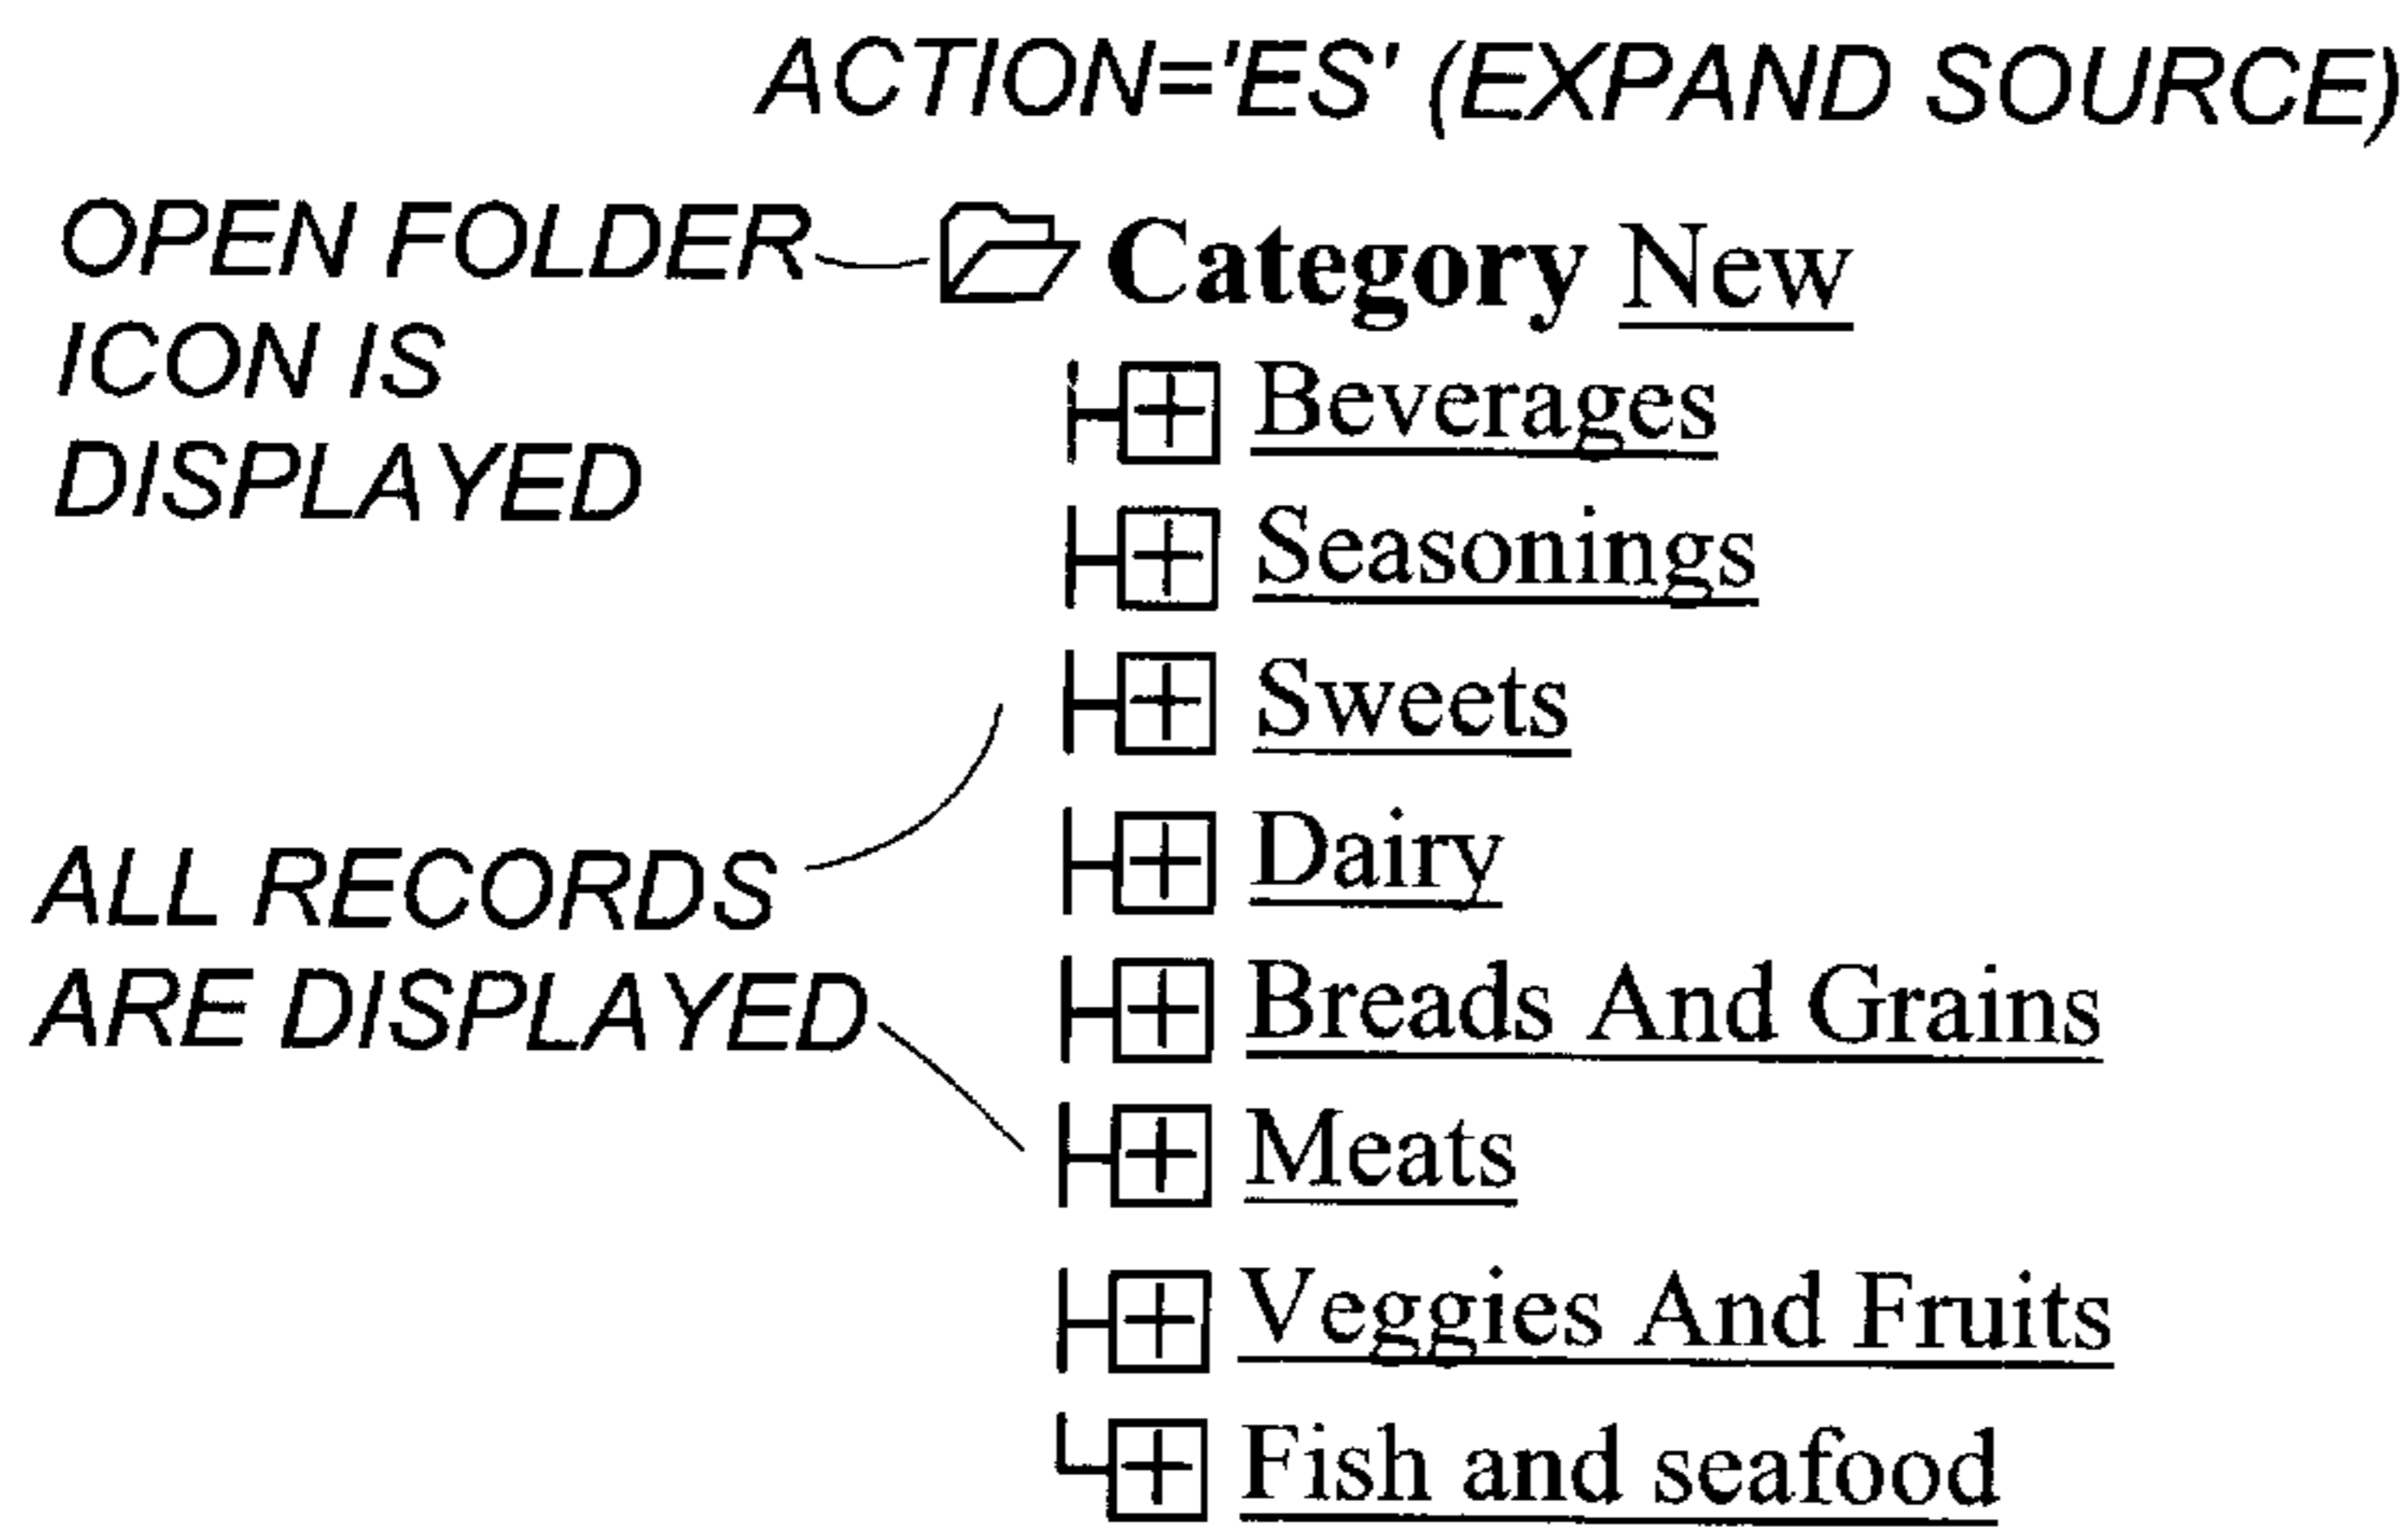 ACTION='ES' (EXPAND SOURCE)
OPEN FOLDER
ICON IS
DISPLAYED
Category New
Beverages
Seasonings
Sweets
Dairy
Breads And Grains
Meats
Veggies And Fruits
Fish and seafood
ALL RECORDS
ARE DISPLAYED